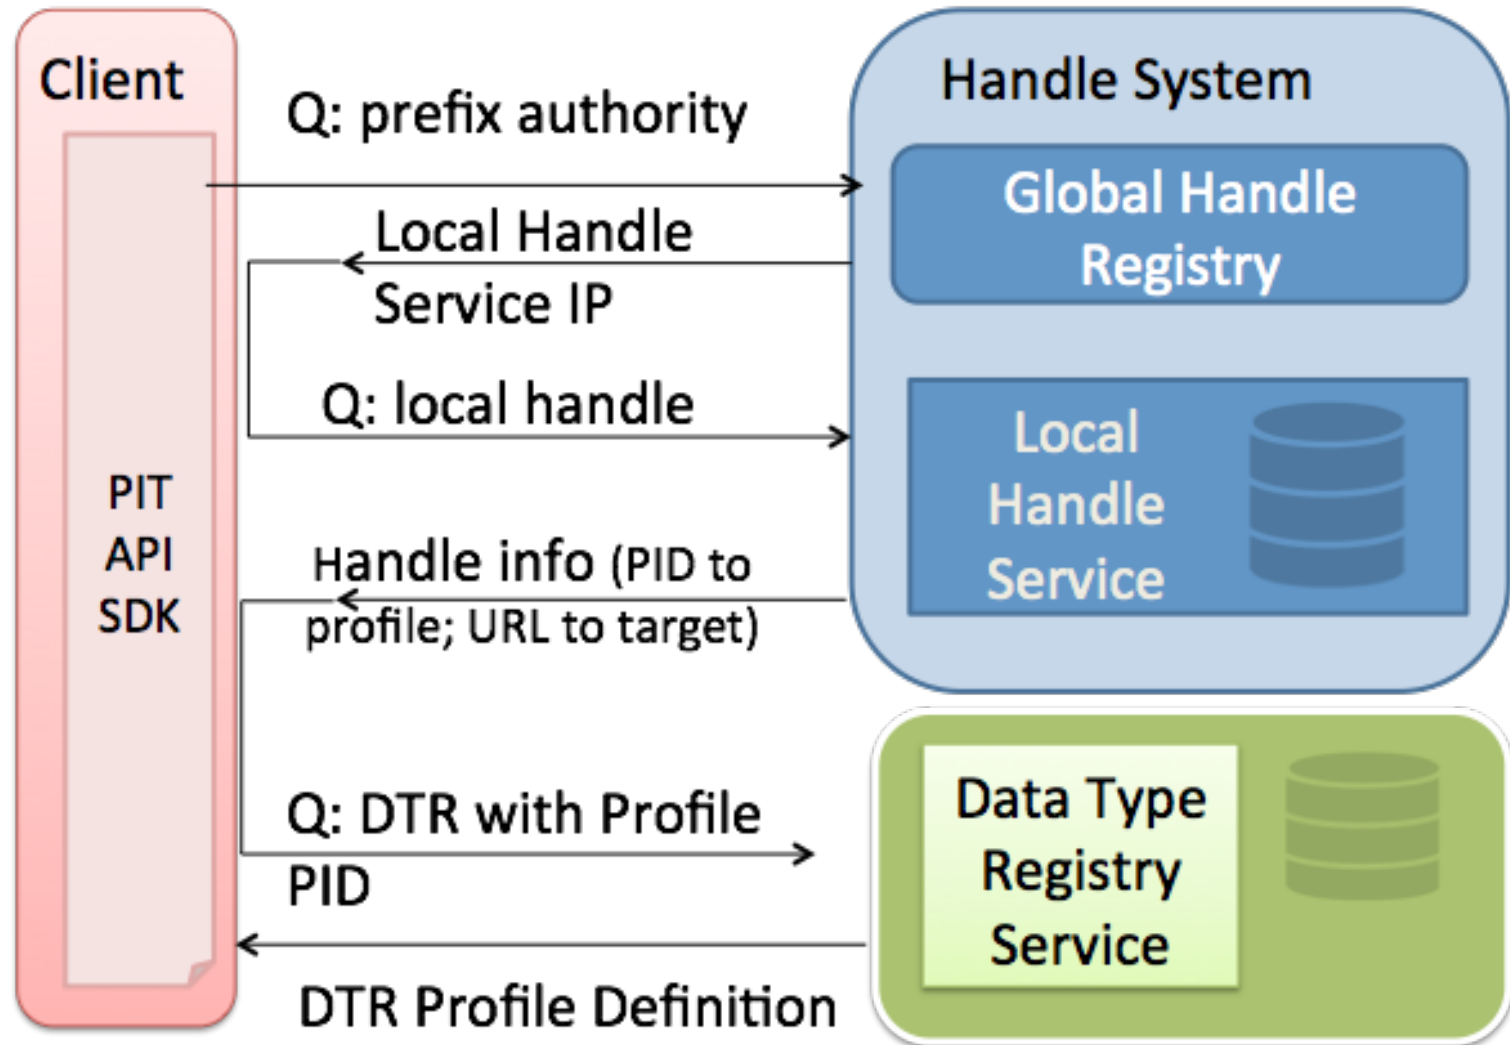 Client
PIT
API
SDK
Q: prefix authority
Local Handle
Service IP
Q: local handle
Handle info (PID to
profile; URL to target)
Q: DTR with Profile
PID
DTR Profile Definition
Handle System
Global Handle
Registry
Local
Handle
Service
Data Type
Registry
Service